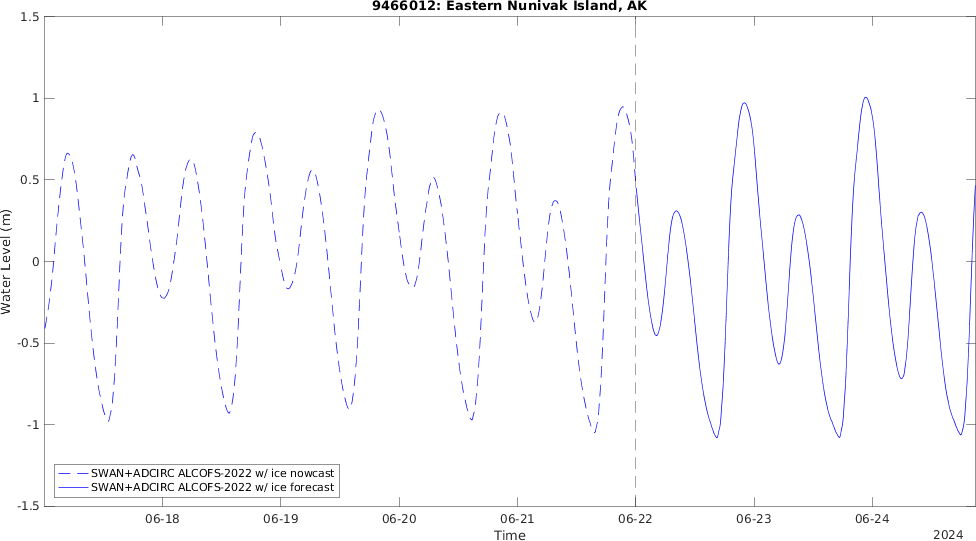 9466012: Eastern Nunivak Island, AK
1.5
1
0.5
0
-0.5
-1
-1.5
Water Level (m)
SWAN+ADCIRC ALCOFS-2022 w/ ice nowcast
SWAN+ADCIRC ALCOFS-2022 w/ ice forecast
06-18 06-19 06-20 06-21 06-22 06-23 06-24
Time
2024